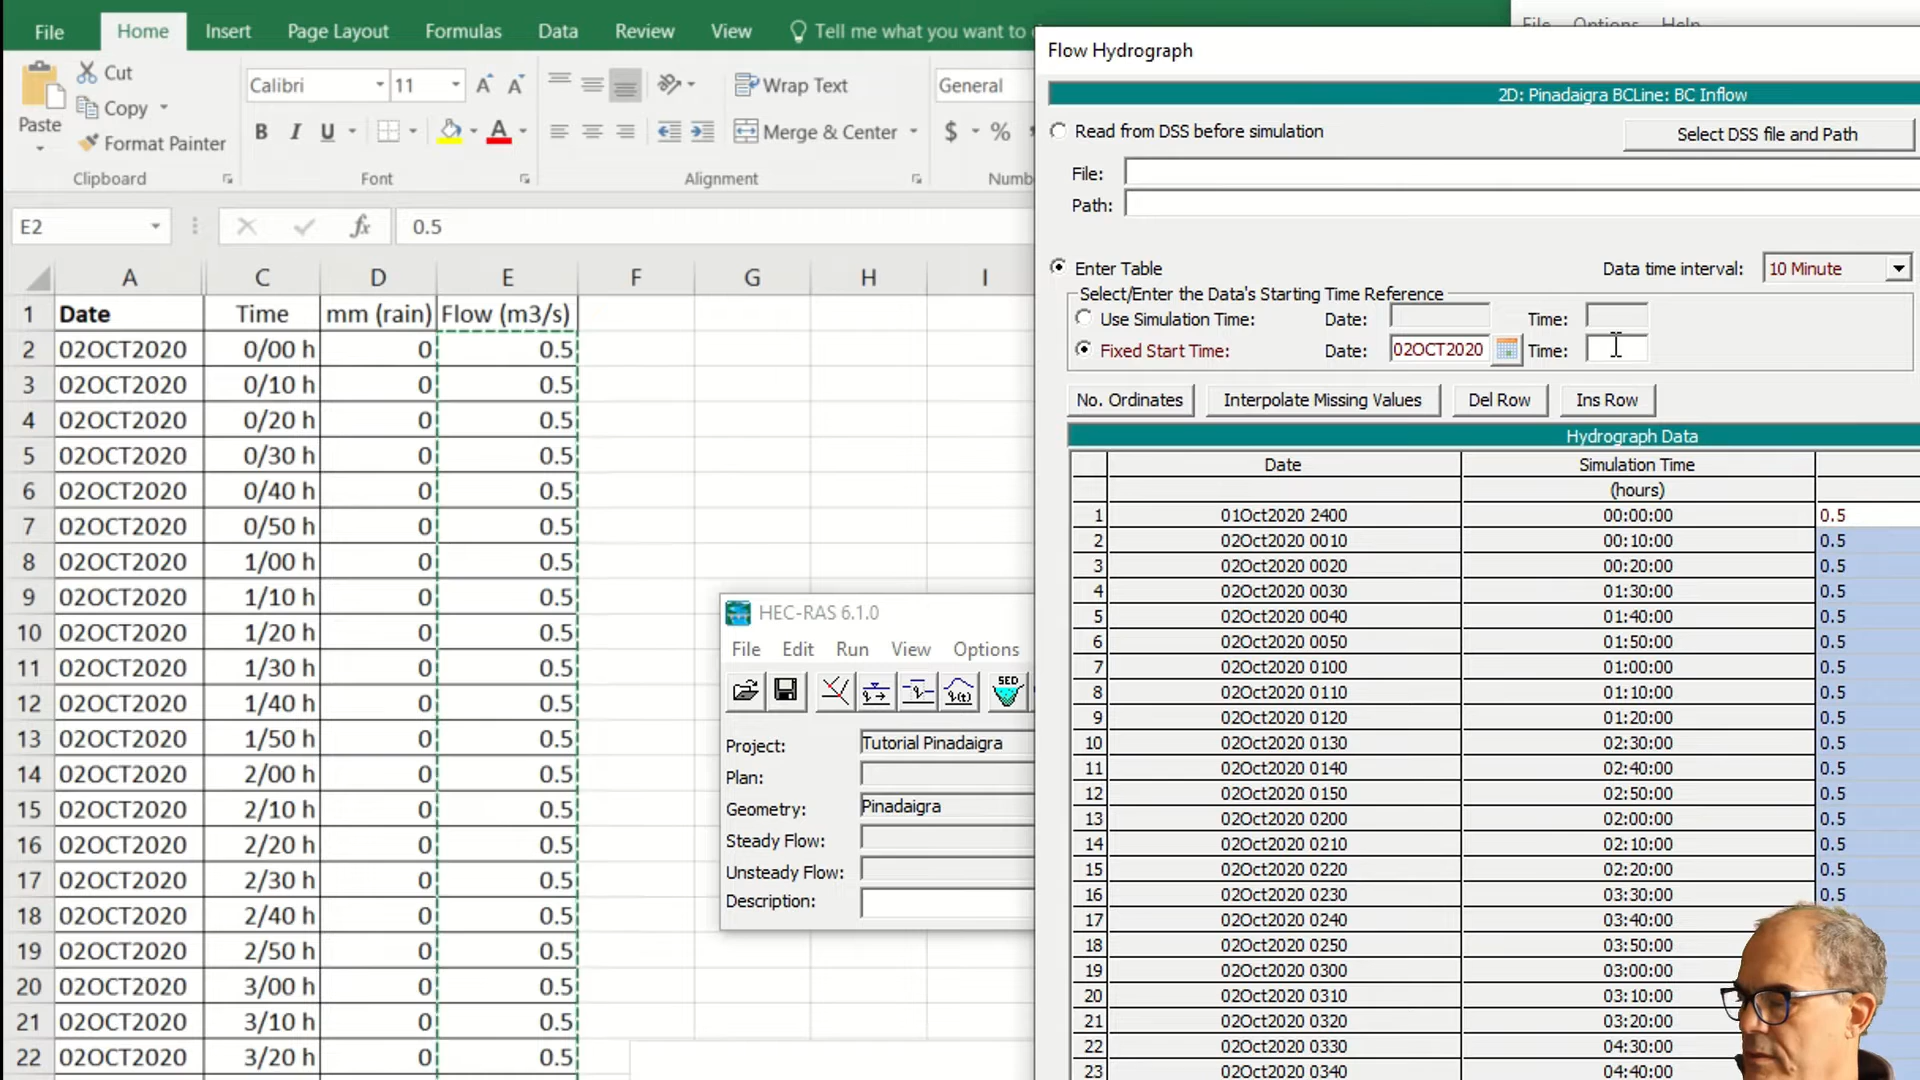 File Home Insert Page Layout Formulas Data Review View Tell me what you want to
Cut
Copy
Paste
Format Painter
Clipboard
Calibri 11
B I U
Font
Wrap Text
Merge & Center
Alignment
General
$ %
E2 fx 0.5
A C D E F G H I
1 Date Time mm (rain) Flow (m3/s)
2 02OCT2020 0/00 h 0 0.5
3 02OCT2020 0/10 h 0 0.5
4 02OCT2020 0/20 h 0 0.5
5 02OCT2020 0/30 h 0 0.5
6 02OCT2020 0/40 h 0 0.5
7 02OCT2020 0/50 h 0 0.5
8 02OCT2020 1/00 h 0 0.5
9 02OCT2020 1/10 h 0 0.5
10 02OCT2020 1/20 h 0 0.5
11 02OCT2020 1/30 h 0 0.5
12 02OCT2020 1/40 h 0 0.5
13 02OCT2020 1/50 h 0 0.5
14 02OCT2020 2/00 h 0 0.5
15 02OCT2020 2/10 h 0 0.5
16 02OCT2020 2/20 h 0 0.5
17 02OCT2020 2/30 h 0 0.5
18 02OCT2020 2/40 h 0 0.5
19 02OCT2020 2/50 h 0 0.5
20 02OCT2020 3/00 h 0 0.5
21 02OCT2020 3/10 h 0 0.5
22 02OCT2020 3/20 h 0 0.5
HEC-RAS 6.1.0
File Edit Run View Options
SED
Project: Tutorial Pinadaigra
Plan:
Geometry: Pinadaigra
Steady Flow:
Unsteady Flow:
Description:
File Options Help
Flow Hydrograph
2D: Pinadaigra BCLine: BC Inflow
Read from DSS before simulation Select DSS file and Path
File:
Path:
Enter Table Data time interval: 10 Minute
Select/Enter the Data's Starting Time Reference
Use Simulation Time: Date: Time:
Fixed Start Time: Date: 02OCT2020 Time:
No. Ordinates Interpolate Missing Values Del Row Ins Row
Hydrograph Data
Date Simulation Time
(hours)
1 01Oct2020 2400 00:00:00 0.5
2 02Oct2020 0010 00:10:00 0.5
3 02Oct2020 0020 00:20:00 0.5
4 02Oct2020 0030 01:30:00 0.5
5 02Oct2020 0040 01:40:00 0.5
6 02Oct2020 0050 01:50:00 0.5
7 02Oct2020 0100 01:00:00 0.5
8 02Oct2020 0110 01:10:00 0.5
9 02Oct2020 0120 01:20:00 0.5
10 02Oct2020 0130 02:30:00 0.5
11 02Oct2020 0140 02:40:00 0.5
12 02Oct2020 0150 02:50:00 0.5
13 02Oct2020 0200 02:00:00 0.5
14 02Oct2020 0210 02:10:00 0.5
15 02Oct2020 0220 02:20:00 0.5
16 02Oct2020 0230 03:30:00 0.5
17 02Oct2020 0240 03:40:00
18 02Oct2020 0250 03:50:00
19 02Oct2020 0300 03:00:00
20 02Oct2020 0310 03:10:00
21 02Oct2020 0320 03:20:00
22 02Oct2020 0330 04:30:00
23 02Oct2020 0340 04:40:00